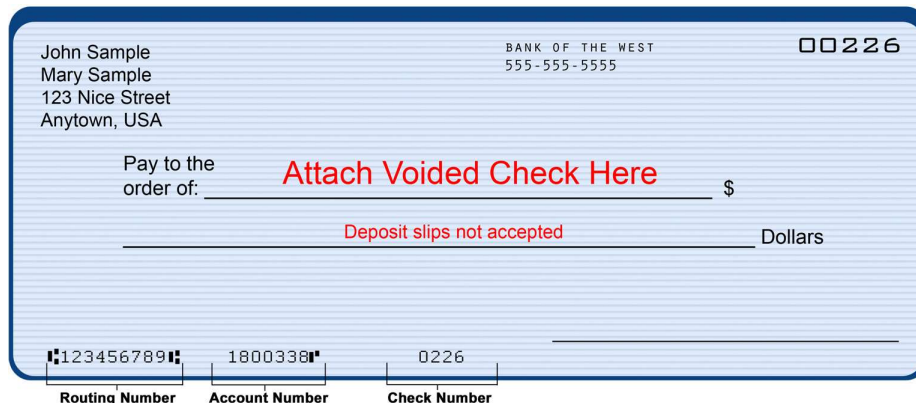 John Sample
Mary Sample
123 Nice Street
Anytown, USA
BANK OF THE WEST
555-555-5555
00226
Pay to the
order of: Attach Voided Check Here $
Deposit slips not accepted Dollars
⑆123456789⑆ 1800338⑈ 0226
Routing Number Account Number Check Number